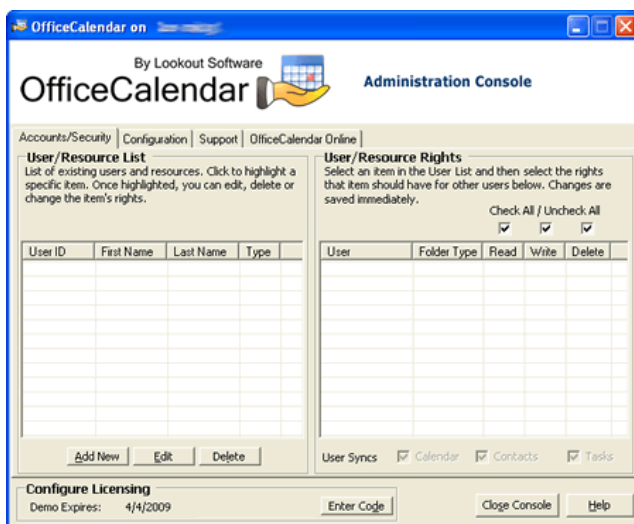 OfficeCalendar on
By Lookout Software
OfficeCalendar
Administration Console
Accounts/Security
Configuration
Support
OfficeCalendar Online
User/Resource List
List of existing users and resources. Click to highlight a
specific item. Once highlighted, you can edit, delete or
change the item's rights.
User ID First Name Last Name Type
Add New Edit Delete
User/Resource Rights
Select an item in the User List and then select the rights
that item should have for other users below. Changes are
saved immediately.
Check All / Uncheck All
User Folder Type Read Write Delete
User Syncs Calendar Contacts Tasks
Configure Licensing
Demo Expires: 4/4/2009
Enter Code
Close Console
Help